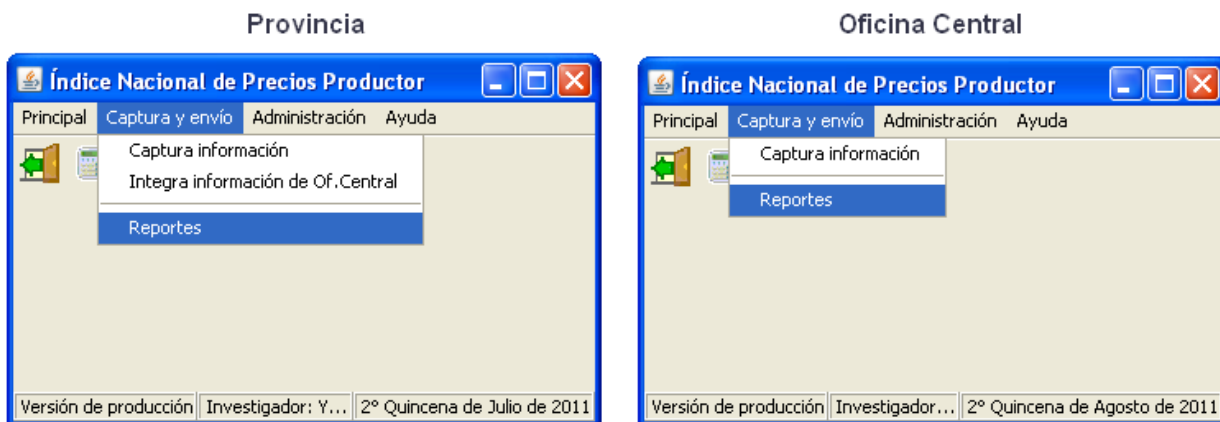 Provincia
Índice Nacional de Precios Productor
Principal Captura y envío Administración Ayuda
Captura información
Integra información de Of.Central
Reportes
Versión de producción Investigador: Y... 2º Quincena de Julio de 2011
Oficina Central
Índice Nacional de Precios Productor
Principal Captura y envío Administración Ayuda
Captura información
Reportes
Versión de producción Investigador... 2º Quincena de Agosto de 2011